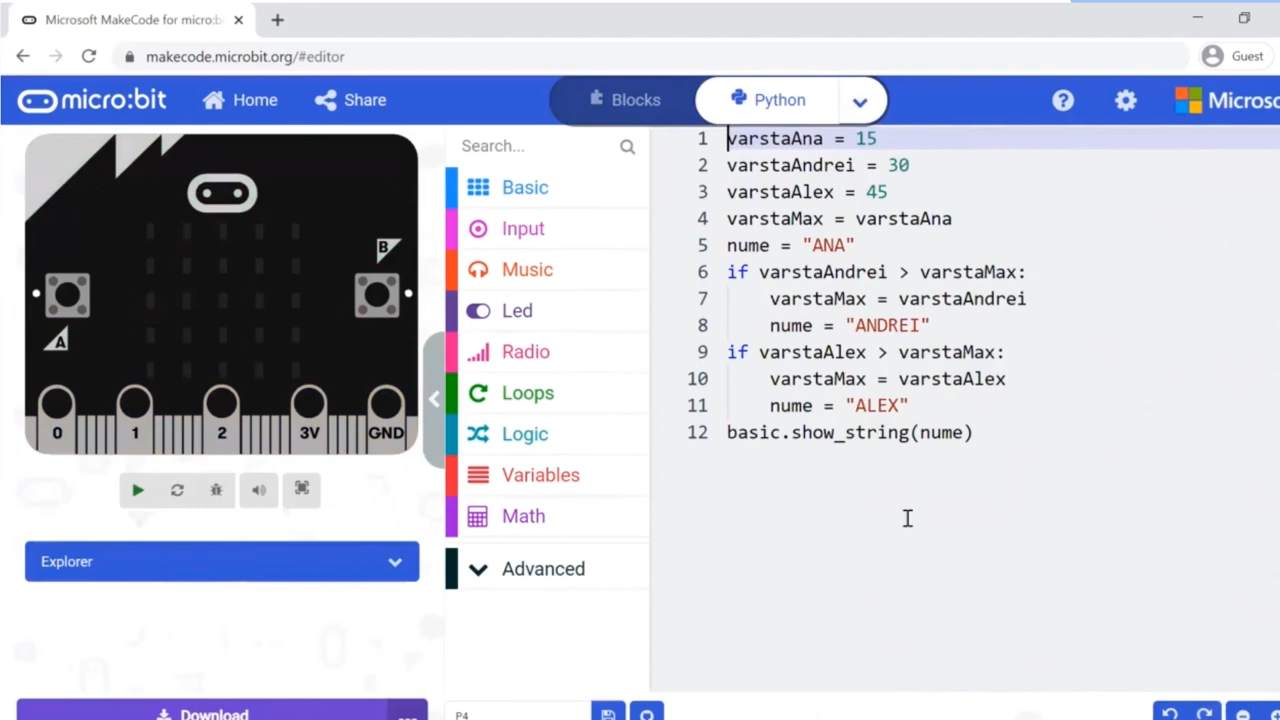 Microsoft MakeCode for micro:b
makecode.microbit.org/#editor
Guest
micro:bit
Home
Share
Blocks
Python
Search...
Basic
Input
Music
Led
Radio
Loops
Logic
Variables
Math
Advanced
1 varstaAna = 15
2 varstaAndrei = 30
3 varstaAlex = 45
4 varstaMax = varstaAna
5 nume = "ANA"
6 if varstaAndrei > varstaMax:
7 varstaMax = varstaAndrei
8 nume = "ANDREI"
9 if varstaAlex > varstaMax:
10 varstaMax = varstaAlex
11 nume = "ALEX"
12 basic.show_string(nume)
B
A
0 1 2 3V GND
Explorer
Download
P4